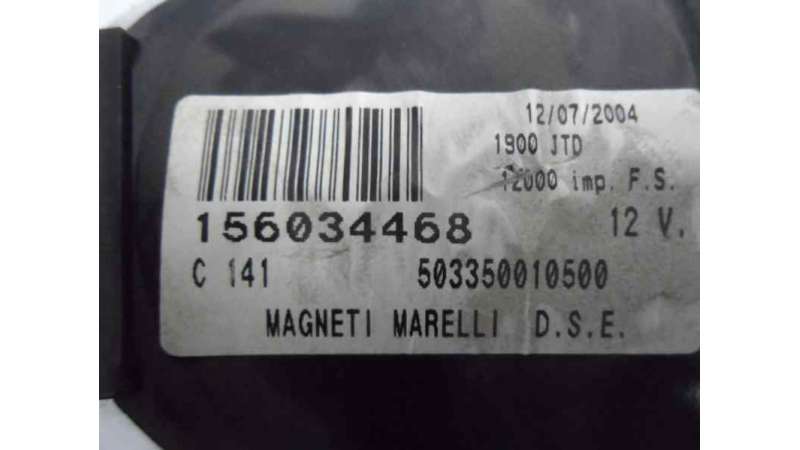 12/07/2004
1900 JTD
12000 imp. F.S.
156034468 12 V.
C 141 503350010500
MAGNETI MARELLI D.S.E.